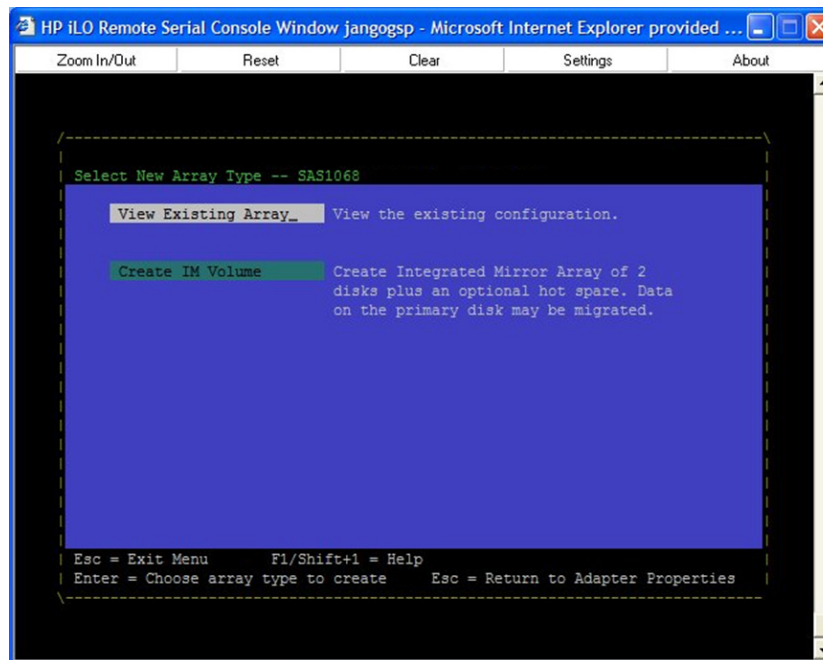 HP iLO Remote Serial Console Window jangogsp - Microsoft Internet Explorer provided ...
Zoom In/Out Reset Clear Settings About
Select New Array Type -- SAS1068
View Existing Array_ View the existing configuration.
Create IM Volume Create Integrated Mirror Array of 2
disks plus an optional hot spare. Data
on the primary disk may be migrated.
Esc = Exit Menu F1/Shift+1 = Help
Enter = Choose array type to create Esc = Return to Adapter Properties